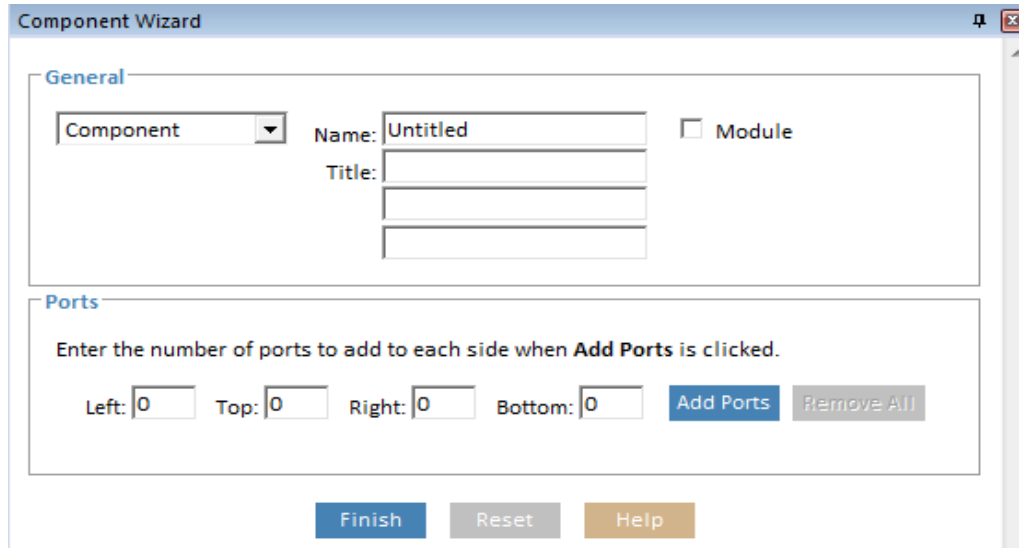 Component Wizard
General
Component
Name: Untitled
Module
Title:
Ports
Enter the number of ports to add to each side when Add Ports is clicked.
Left: 0 Top: 0 Right: 0 Bottom: 0 Add Ports Remove All
Finish Reset Help